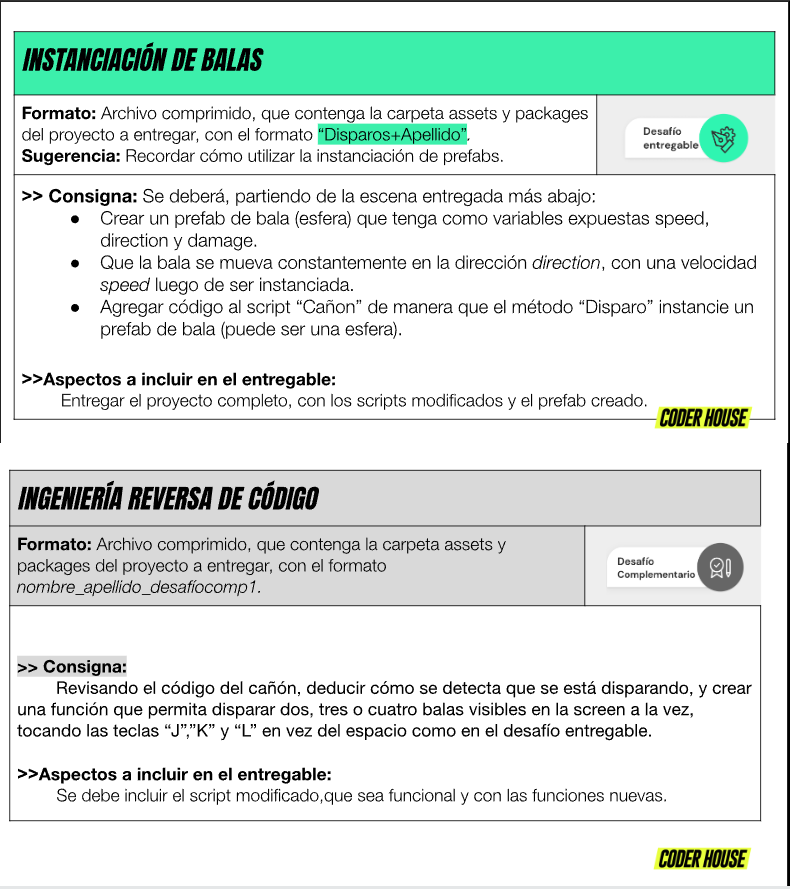 INSTANCIACIÓN DE BALAS
Formato: Archivo comprimido, que contenga la carpeta assets y packages
del proyecto a entregar, con el formato “Disparos+Apellido”.
Sugerencia: Recordar cómo utilizar la instanciación de prefabs.
Desafío
entregable
>> Consigna: Se deberá, partiendo de la escena entregada más abajo:
● Crear un prefab de bala (esfera) que tenga como variables expuestas speed,
direction y damage.
● Que la bala se mueva constantemente en la dirección direction, con una velocidad
speed luego de ser instanciada.
● Agregar código al script “Cañon” de manera que el método “Disparo” instancie un
prefab de bala (puede ser una esfera).
>>Aspectos a incluir en el entregable:
Entregar el proyecto completo, con los scripts modificados y el prefab creado.
CODER HOUSE
INGENIERÍA REVERSA DE CÓDIGO
Formato: Archivo comprimido, que contenga la carpeta assets y
packages del proyecto a entregar, con el formato
nombre_apellido_desafíocomp1.
Desafío
Complementario
>> Consigna:
Revisando el código del cañón, deducir cómo se detecta que se está disparando, y crear
una función que permita disparar dos, tres o cuatro balas visibles en la screen a la vez,
tocando las teclas “J”,”K” y “L” en vez del espacio como en el desafío entregable.
>>Aspectos a incluir en el entregable:
Se debe incluir el script modificado,que sea funcional y con las funciones nuevas.
CODER HOUSE